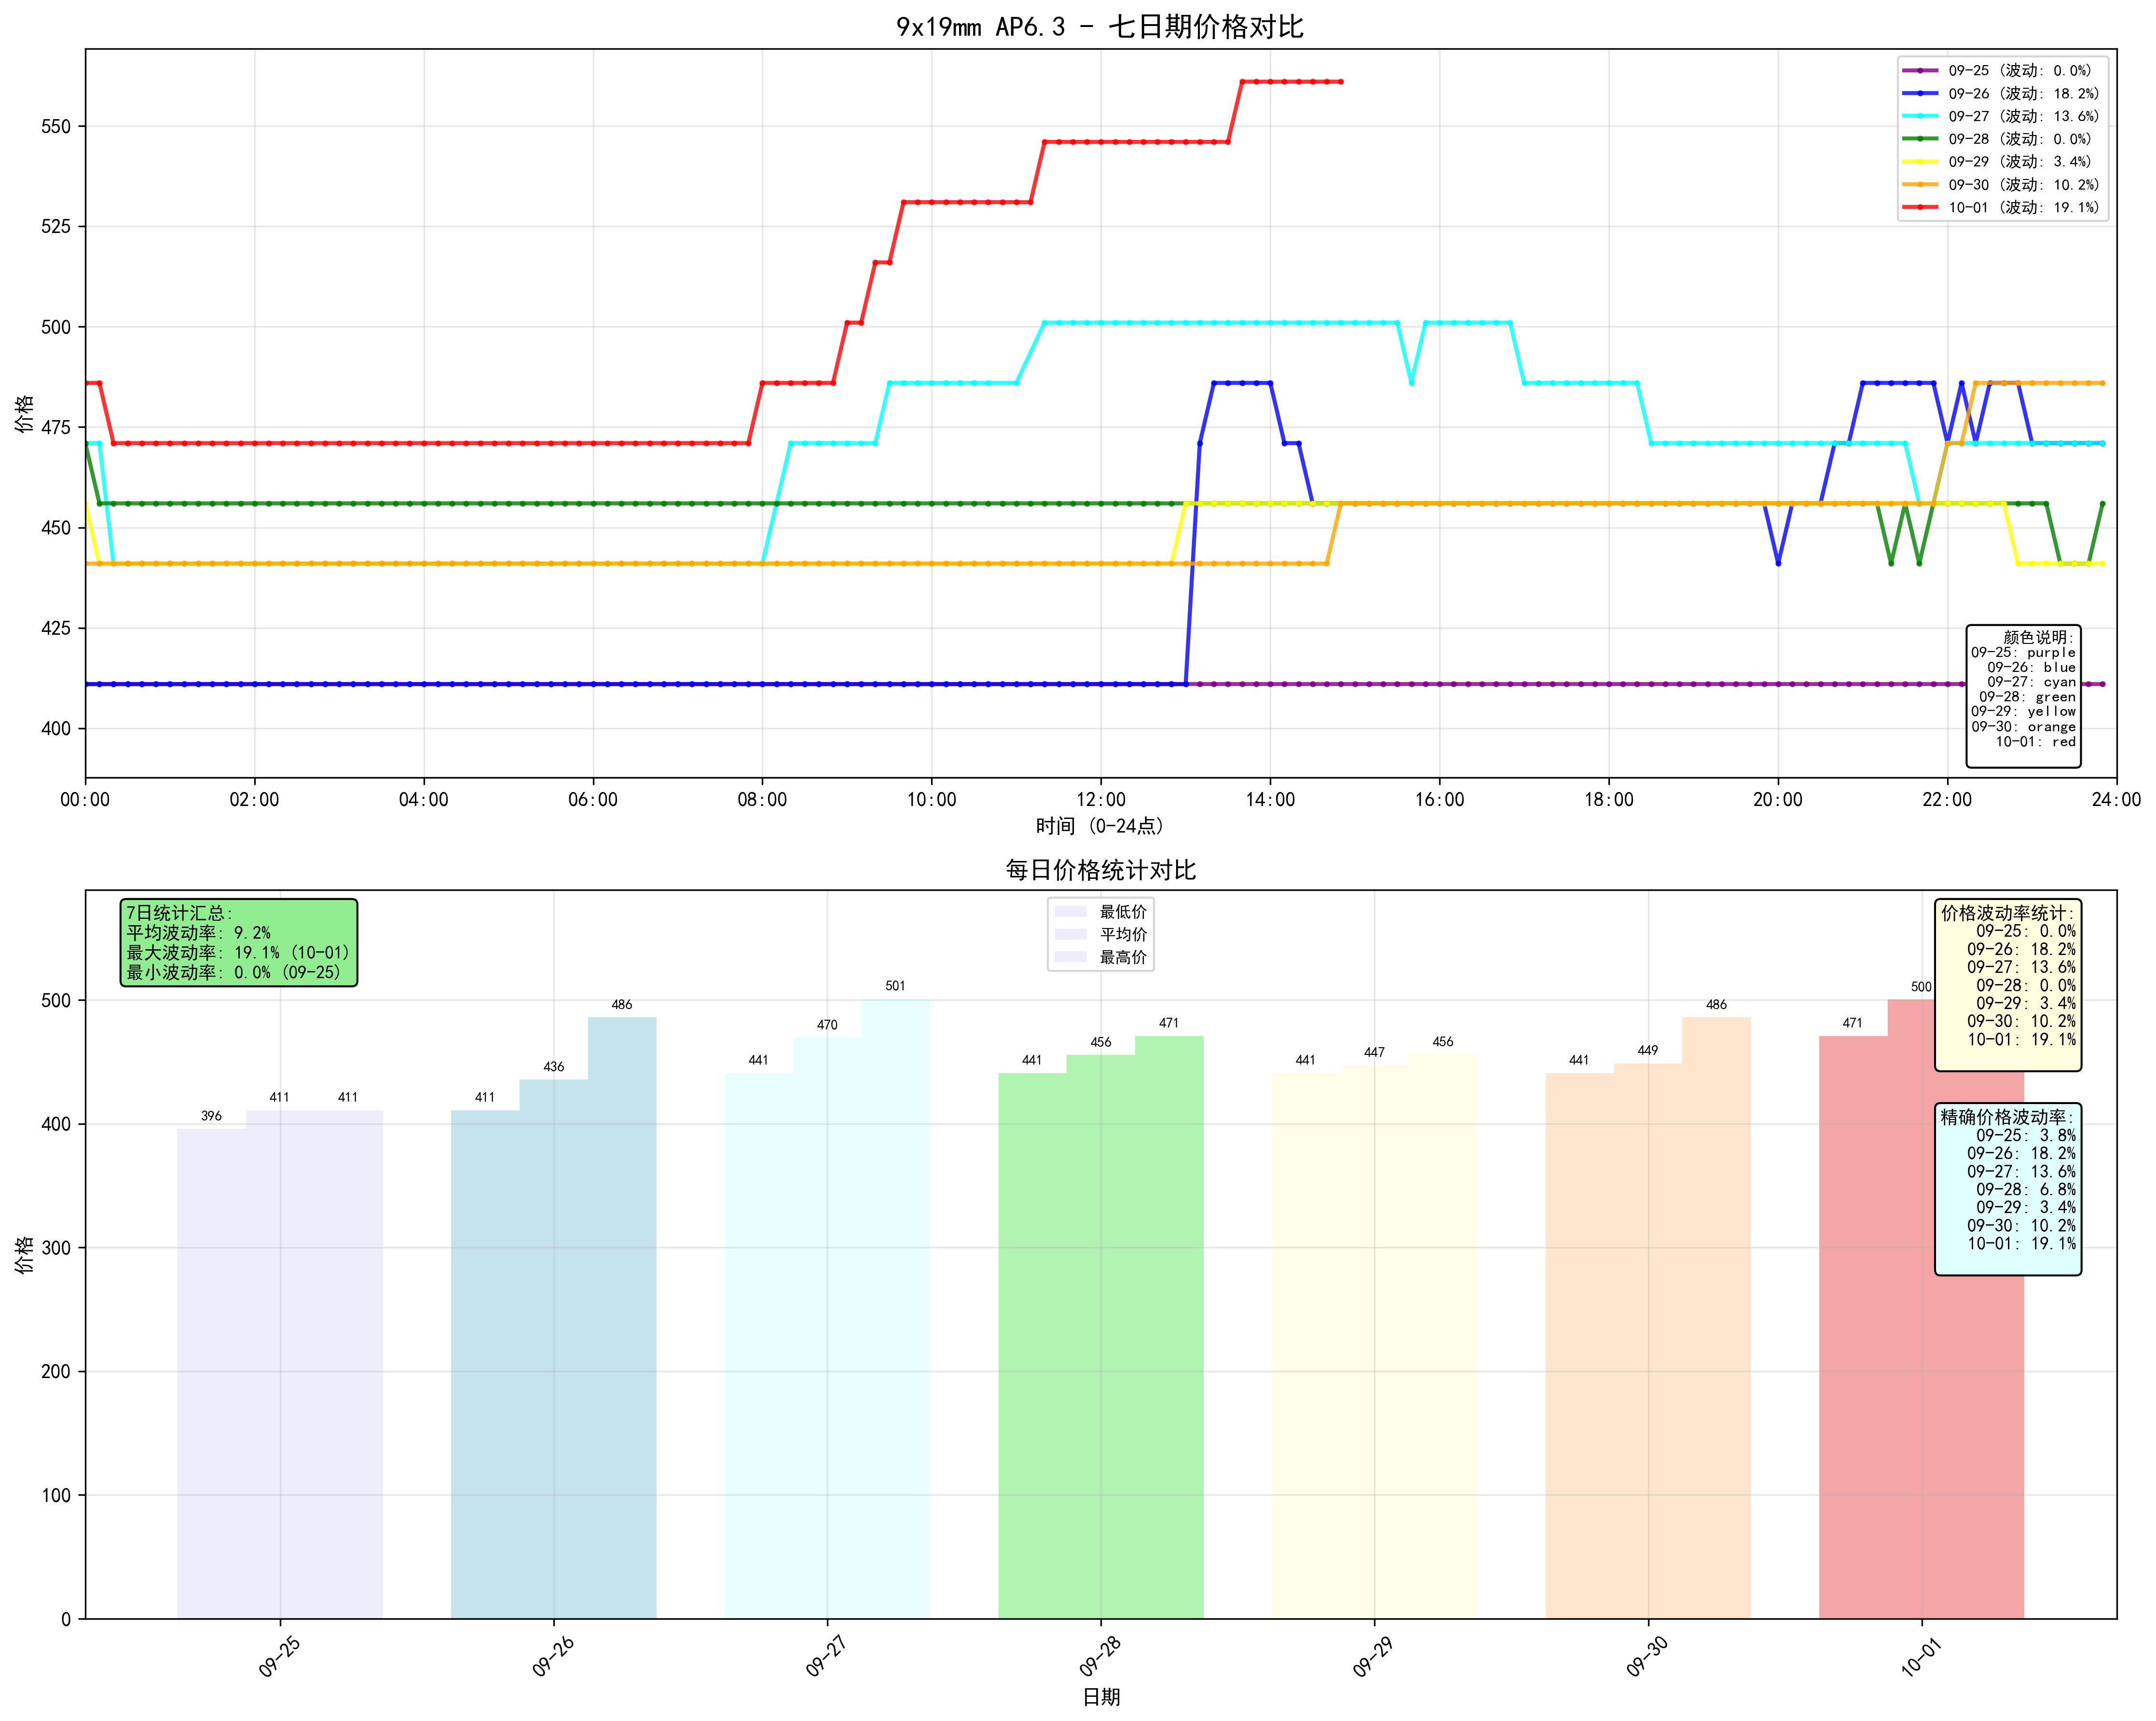 9x19mm AP6.3 - 七日期价格对比
价格
550
525
500
475
450
425
400
09-25 (波动: 0.0%)
09-26 (波动: 18.2%)
09-27 (波动: 13.6%)
09-28 (波动: 0.0%)
09-29 (波动: 3.4%)
09-30 (波动: 10.2%)
10-01 (波动: 19.1%)
颜色说明:
09-25: purple
09-26: blue
09-27: cyan
09-28: green
09-29: yellow
09-30: orange
10-01: red
00:00 02:00 04:00 06:00 08:00 10:00 12:00 14:00 16:00 18:00 20:00 22:00 24:00
时间 (0-24点)
每日价格统计对比
7日统计汇总:
平均波动率: 9.2%
最大波动率: 19.1% (10-01)
最小波动率: 0.0% (09-25)
最低价
平均价
最高价
价格波动率统计:
09-25: 0.0%
09-26: 18.2%
09-27: 13.6%
09-28: 0.0%
09-29: 3.4%
09-30: 10.2%
10-01: 19.1%
精确价格波动率:
09-25: 3.8%
09-26: 18.2%
09-27: 13.6%
09-28: 6.8%
09-29: 3.4%
09-30: 10.2%
10-01: 19.1%
价格
500
400
300
200
100
0
396 411 411
411 436 486
441 470 501
441 456 471
441 447 456
441 449 486
471 500
09-25 09-26 09-27 09-28 09-29 09-30 10-01
日期